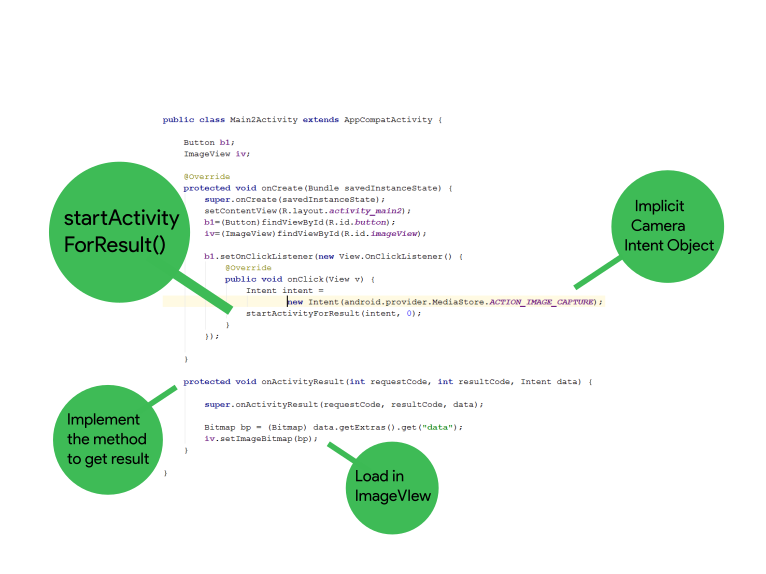 public class Main2Activity extends AppCompatActivity {
Button b1;
ImageView iv;
@Override
protected void onCreate(Bundle savedInstanceState) {
super.onCreate(savedInstanceState);
setContentView(R.layout.activity_main2);
b1=(Button)findViewById(R.id.button);
iv=(ImageView)findViewById(R.id.imageView);
b1.setOnClickListener(new View.OnClickListener() {
@Override
public void onClick(View v) {
Intent intent =
new Intent(android.provider.MediaStore.ACTION_IMAGE_CAPTURE);
startActivityForResult(intent, 0);
}
});
}
protected void onActivityResult(int requestCode, int resultCode, Intent data) {
super.onActivityResult(requestCode, resultCode, data);
Bitmap bp = (Bitmap) data.getExtras().get("data");
iv.setImageBitmap(bp);
}
}
startActivity
ForResult()
Implicit
Camera
Intent Object
Implement
the method
to get result
Load in
ImageVIew